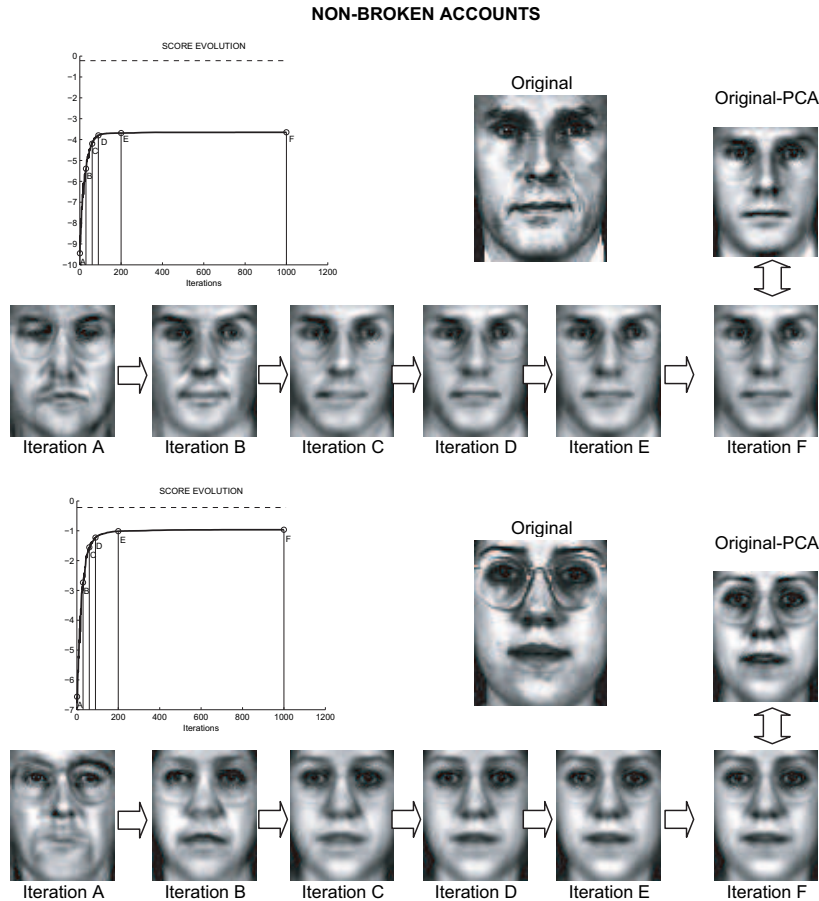 NON-BROKEN ACCOUNTS
SCORE EVOLUTION
0
−1
−2
−3
−4
−5
−6
−7
−8
−9
−10
A
B
C
D
E
F
0 200 400 600 800 1000 1200
Iterations
Original
Original-PCA
Iteration A Iteration B Iteration C Iteration D Iteration E Iteration F
SCORE EVOLUTION
0
−1
−2
−3
−4
−5
−6
−7
A
B
C
D
E
F
0 200 400 600 800 1000 1200
Iterations
Original
Original-PCA
Iteration A Iteration B Iteration C Iteration D Iteration E Iteration F